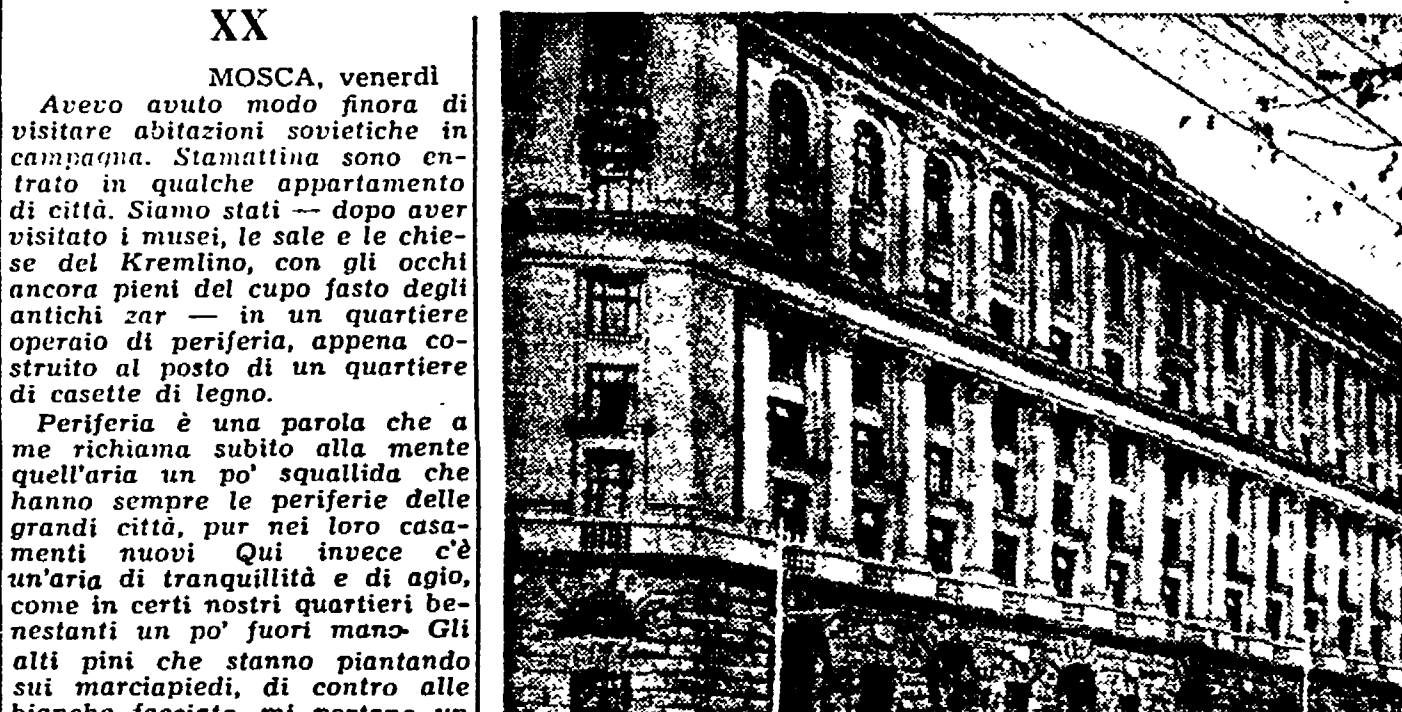 XX
MOSCA, venerdì
Avevo avuto modo finora di
visitare abitazioni sovietiche in
campagna. Stamattina sono en-
trato in qualche appartamento
di città. Siamo stati — dopo aver
visitato i musei, le sale e le chie-
se del Kremlino, con gli occhi
ancora pieni del cupo fasto degli
antichi zar — in un quartiere
operaio di periferia, appena co-
struito al posto di un quartiere
di casette di legno.
Periferia è una parola che a
me richiama subito alla mente
quell'aria un po' squallida che
hanno sempre le periferie delle
grandi città, pur nei loro casa-
menti nuovi Qui invece c'è
un'aria di tranquillità e di agio,
come in certi nostri quartieri be-
nestanti un po' fuori mano- Gli
alti pini che stanno piantando
sui marciapiedi, di contro alle